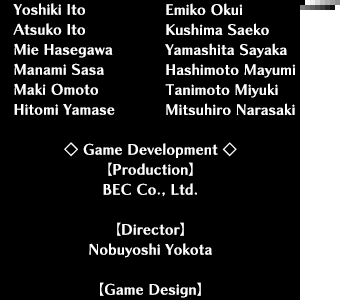 Yoshiki Ito Emiko Okui
Atsuko Ito Kushima Saeko
Mie Hasegawa Yamashita Sayaka
Manami Sasa Hashimoto Mayumi
Maki Omoto Tanimoto Miyuki
Hitomi Yamase Mitsuhiro Narasaki
◇ Game Development ◇
【Production】
BEC Co., Ltd.
【Director】
Nobuyoshi Yokota
【Game Design】